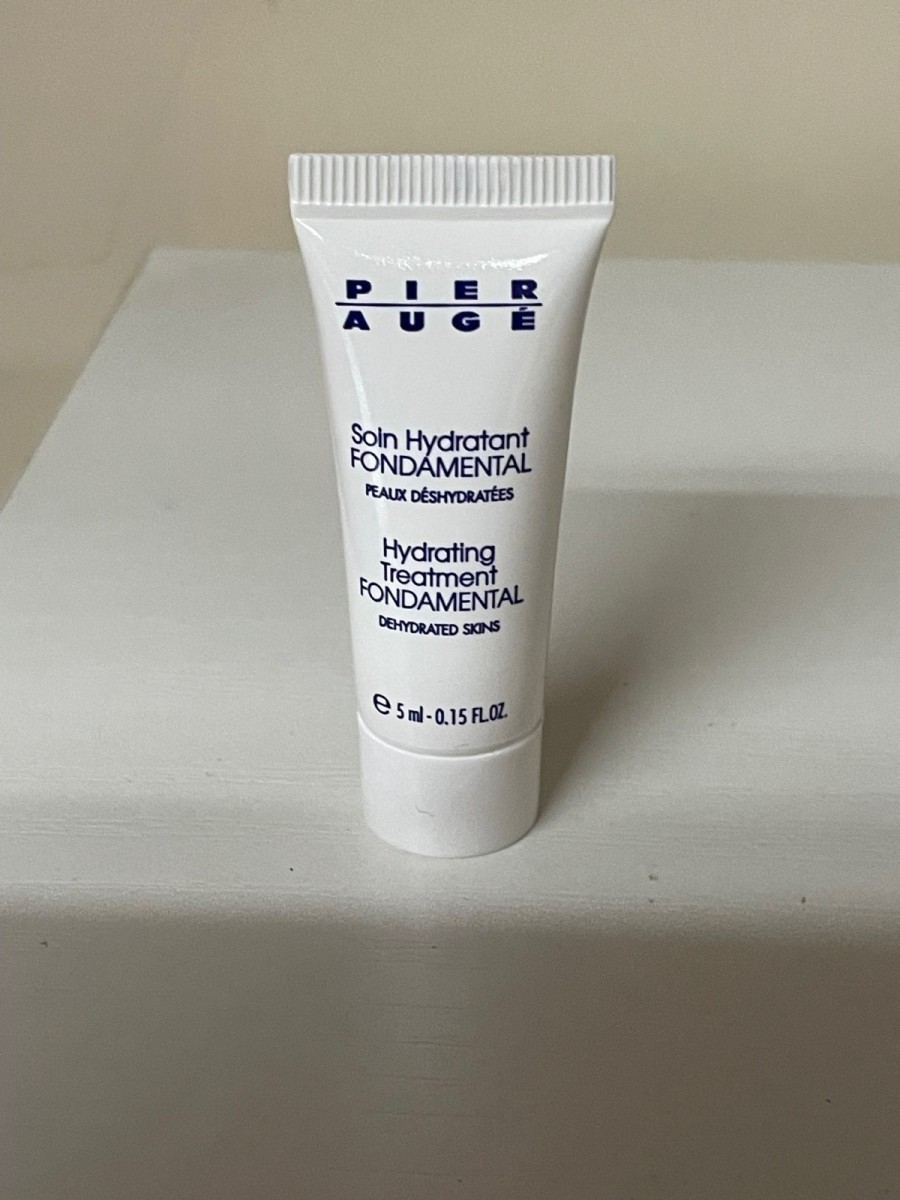 PIER
AUGÉ
Soin Hydratant
FONDAMENTAL
PEAUX DÉSHYDRATÉES
Hydrating
Treatment
FONDAMENTAL
DEHYDRATED SKINS
℮ 5 ml - 0.15 FL.OZ.